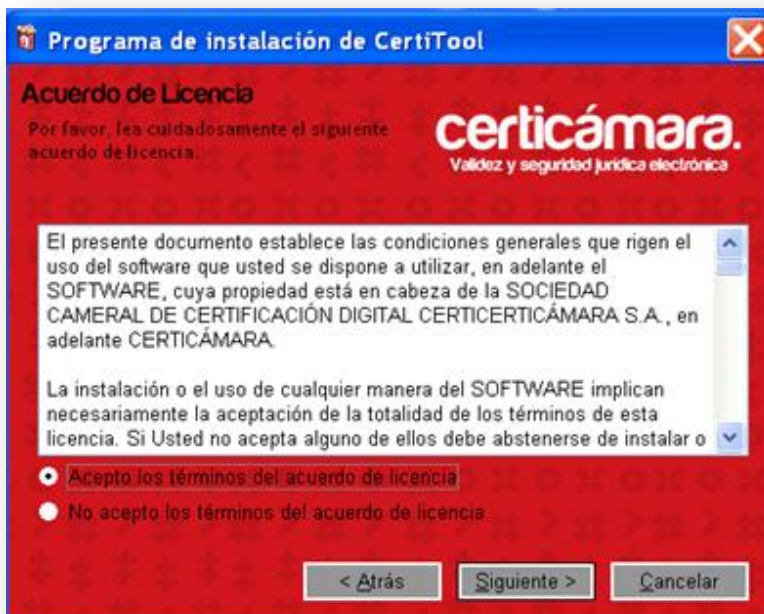 Programa de instalación de CertiTool
Acuerdo de Licencia
Por favor, lea cuidadosamente el siguiente
acuerdo de licencia.
certicámara.
Validez y seguridad jurídica electrónica
El presente documento establece las condiciones generales que rigen el
uso del software que usted se dispone a utilizar, en adelante el
SOFTWARE, cuya propiedad está en cabeza de la SOCIEDAD
CAMERAL DE CERTIFICACIÓN DIGITAL CERTICERTICÁMARA S.A., en
adelante CERTICÁMARA.
La instalación o el uso de cualquier manera del SOFTWARE implican
necesariamente la aceptación de la totalidad de los términos de esta
licencia. Si Usted no acepta alguno de ellos debe abstenerse de instalar o
Acepto los términos del acuerdo de licencia
No acepto los términos del acuerdo de licencia
< Atrás
Siguiente >
Cancelar